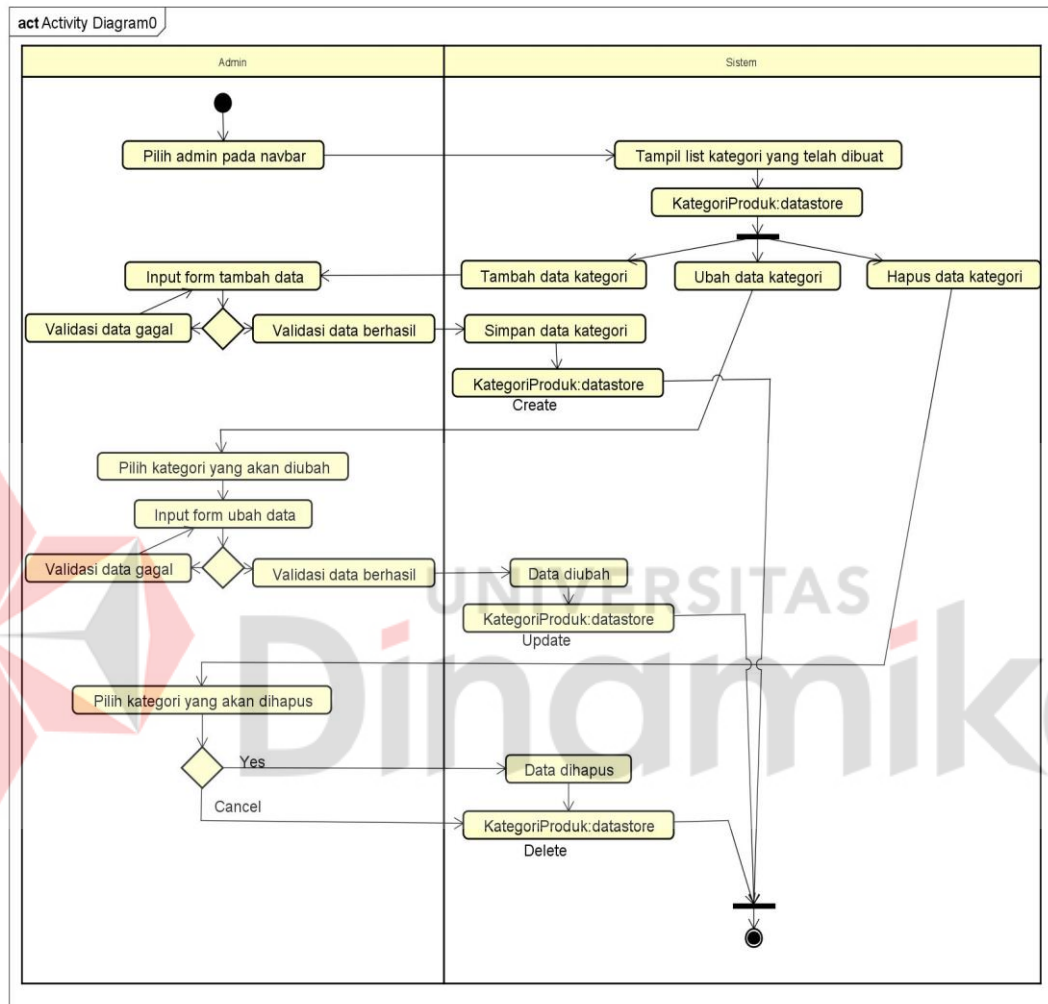 act Activity Diagram0
Admin
Sistem
Pilih admin pada navbar
Tampil list kategori yang telah dibuat
KategoriProduk:datastore
Input form tambah data
Tambah data kategori
Ubah data kategori
Hapus data kategori
Validasi data gagal
Validasi data berhasil
Simpan data kategori
KategoriProduk:datastore
Create
Pilih kategori yang akan diubah
Input form ubah data
Validasi data gagal
Validasi data berhasil
Data diubah
UNIVERSITAS
KategoriProduk:datastore
Update
Dinamika
Pilih kategori yang akan dihapus
Yes
Data dihapus
Cancel
KategoriProduk:datastore
Delete